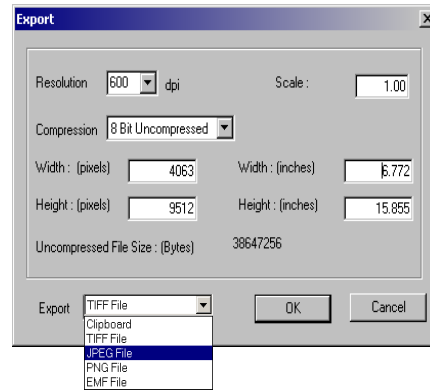 Export
Resolution 600 dpi Scale : 1.00
Compression 8 Bit Uncompressed
Width : (pixels) 4063 Width : (inches) 6.772
Height : (pixels) 9512 Height : (inches) 15.855
Uncompressed File Size : (Bytes) 38647256
Export TIFF File OK Cancel
Clipboard
TIFF File
JPEG File
PNG File
EMF File